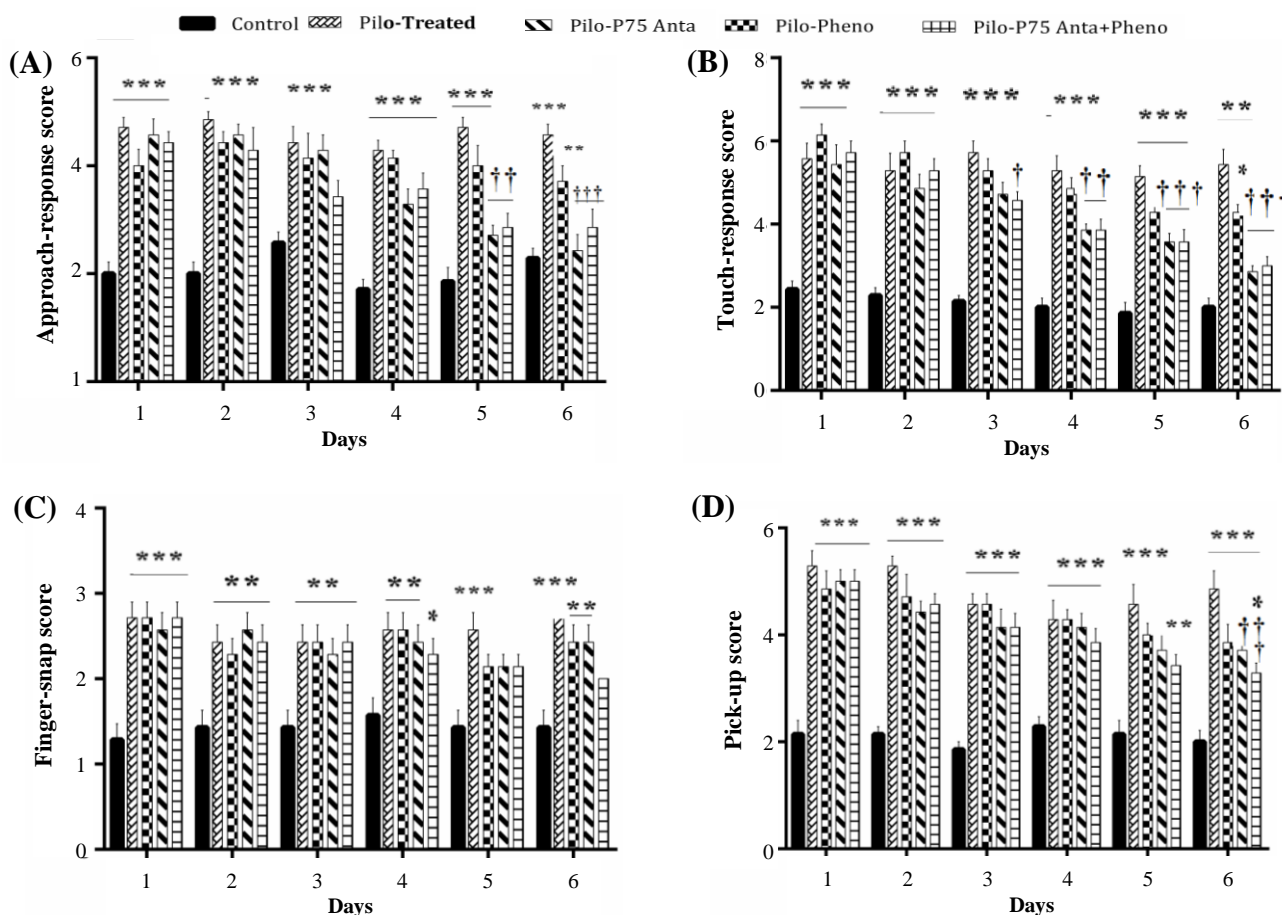 Control Pilo-Treated Pilo-P75 Anta Pilo-Pheno Pilo-P75 Anta+Pheno
(A)
Approach-response score
6
4
2
1
*** *** *** *** *** ***
**
†† †††
1 2 3 4 5 6
Days
(B)
Touch-response score
8
6
4
2
0
*** *** *** *** *** **
*
† †† ††† †††
1 2 3 4 5 6
Days
(C)
Finger-snap score
4
3
2
1
0
*** ** ** ** *** ***
* **
1 2 3 4 5 6
Days
(D)
Pick-up score
6
4
2
0
*** *** *** *** *** ***
** *
† ††
1 2 3 4 5 6
Days